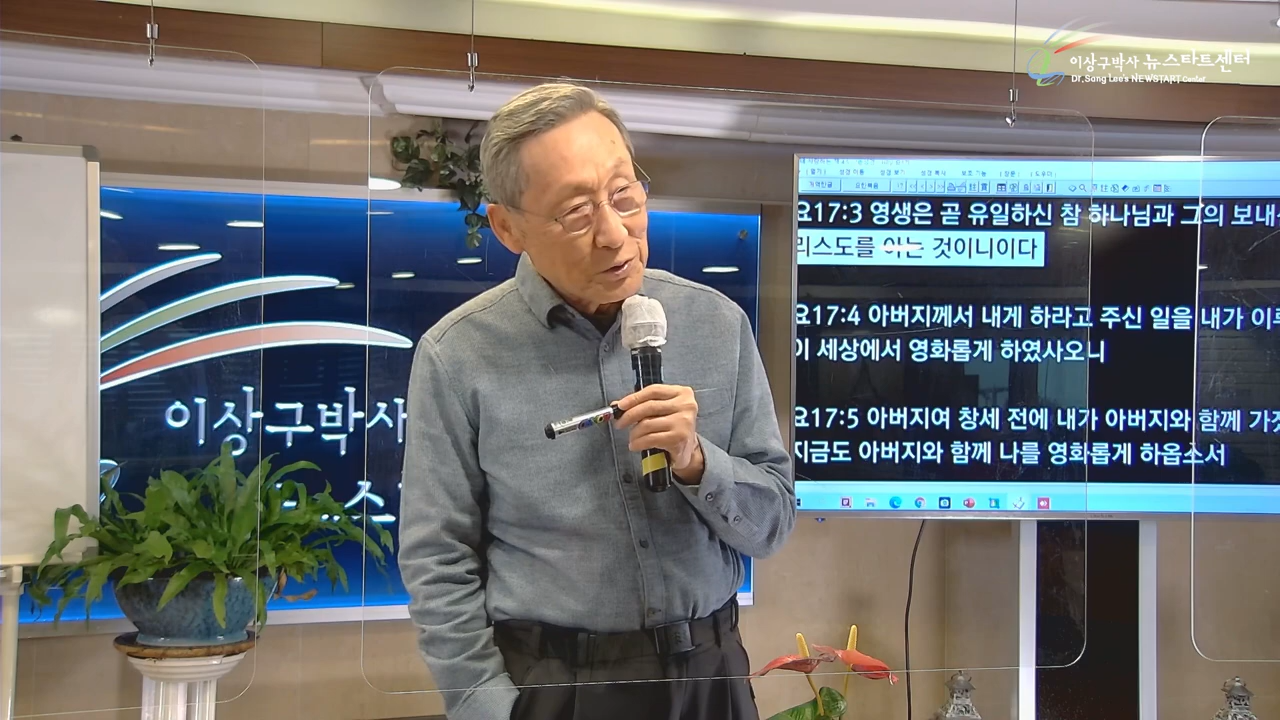 이상구박사 뉴스타트센터
Dr. Sang Lee's NEWSTART Center
이상구박사
요17:3 영생은 곧 유일하신 참 하나님과 그의 보내
리스도를 아는 것이니이다
요17:4 아버지께서 내게 하라고 주신 일을 내가 이루
이 세상에서 영화롭게 하였사오니
요17:5 아버지여 창세 전에 내가 아버지와 함께 가
지금도 아버지와 함께 나를 영화롭게 하옵소서